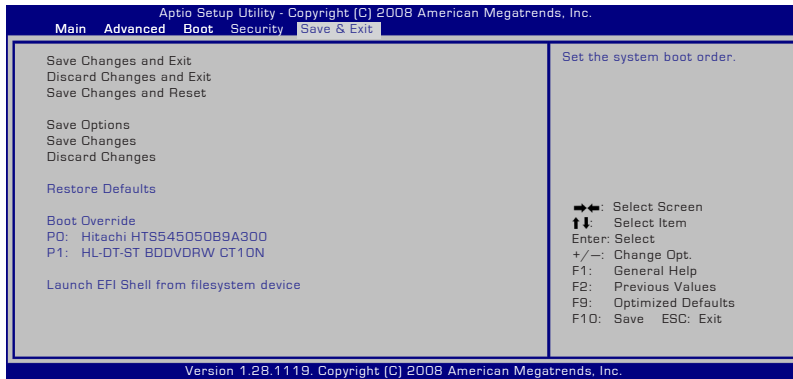 Aptio Setup Utility - Copyright (C) 2008 American Megatrends, Inc.
Main Advanced Boot Security Save & Exit
Save Changes and Exit
Discard Changes and Exit
Save Changes and Reset
Save Options
Save Changes
Discard Changes
Restore Defaults
Boot Override
P0: Hitachi HTS545050B9A300
P1: HL-DT-ST BDDVDRW CT10N
Launch EFI Shell from filesystem device
Set the system boot order.
→←: Select Screen
↑↓: Select Item
Enter: Select
+/—: Change Opt.
F1: General Help
F2: Previous Values
F9: Optimized Defaults
F10: Save ESC: Exit
Version 1.28.1119. Copyright (C) 2008 American Megatrends, Inc.